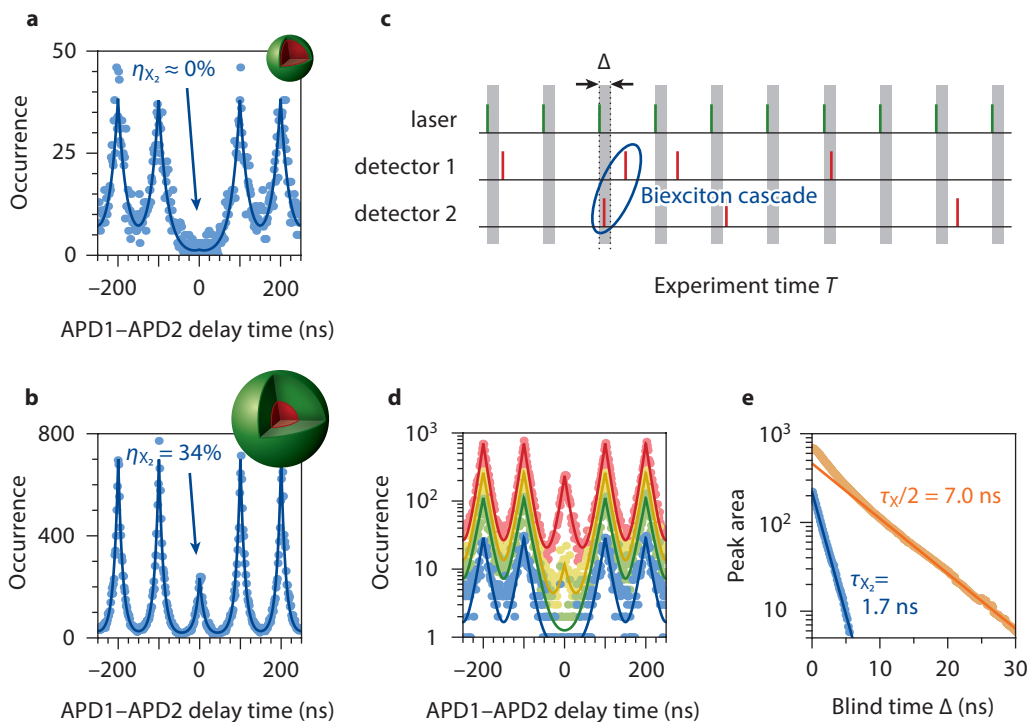 a
50
25
0
Occurrence
η_X₂ ≈ 0%
−200
0
200
APD1–APD2 delay time (ns)
b
800
400
0
Occurrence
η_X₂ = 34%
−200
0
200
APD1–APD2 delay time (ns)
c
Δ
laser
detector 1
Biexciton cascade
detector 2
Experiment time T
d
10³
10²
10
1
Occurrence
−200
0
200
APD1–APD2 delay time (ns)
e
10³
10²
10
Peak area
τ_X/2 = 7.0 ns
τ_X₂=
1.7 ns
0
10
20
30
Blind time Δ (ns)